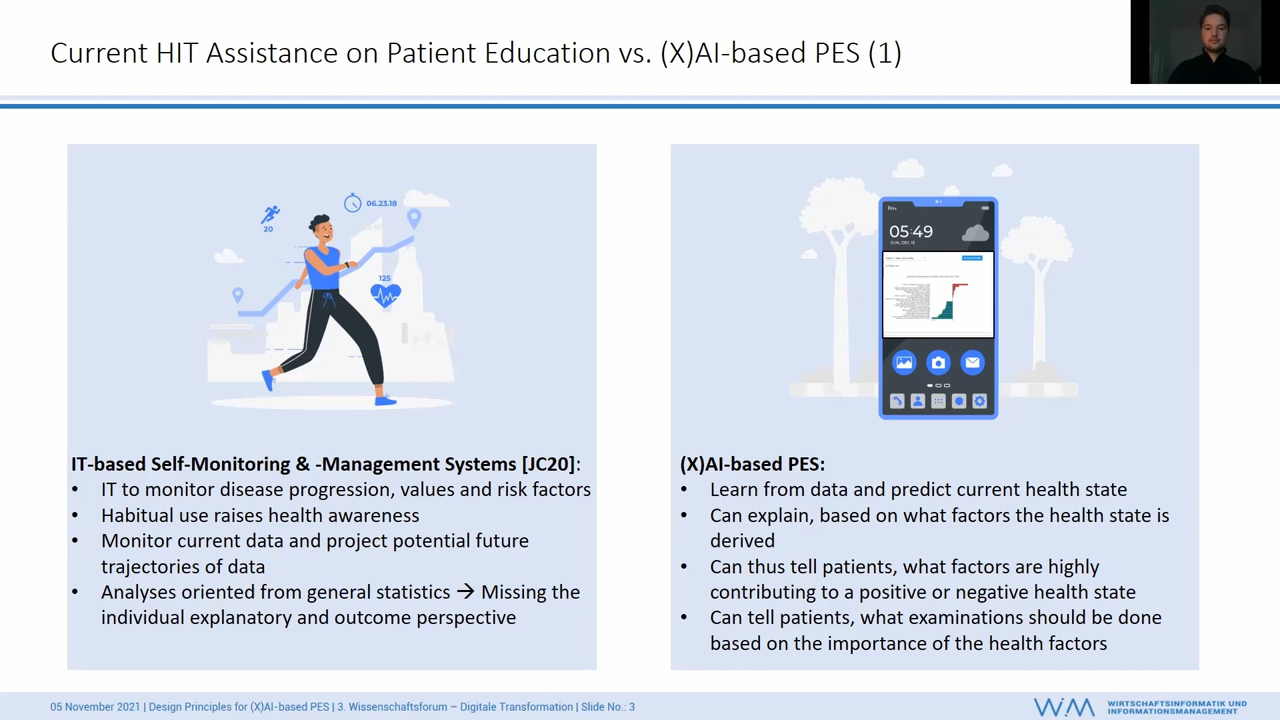 Current HIT Assistance on Patient Education vs. (X)AI-based PES (1)
06.23.18
20
125
05:49
SUN, DEC 13
IT-based Self-Monitoring & -Management Systems [JC20]:
• IT to monitor disease progression, values and risk factors
• Habitual use raises health awareness
• Monitor current data and project potential future
trajectories of data
• Analyses oriented from general statistics → Missing the
individual explanatory and outcome perspective
(X)AI-based PES:
• Learn from data and predict current health state
• Can explain, based on what factors the health state is
derived
• Can thus tell patients, what factors are highly
contributing to a positive or negative health state
• Can tell patients, what examinations should be done
based on the importance of the health factors
05 November 2021 | Design Principles for (X)AI-based PES | 3. Wissenschaftsforum – Digitale Transformation | Slide No.: 3
WIM
WIRTSCHAFTSINFORMATIK UND
INFORMATIONSMANAGEMENT